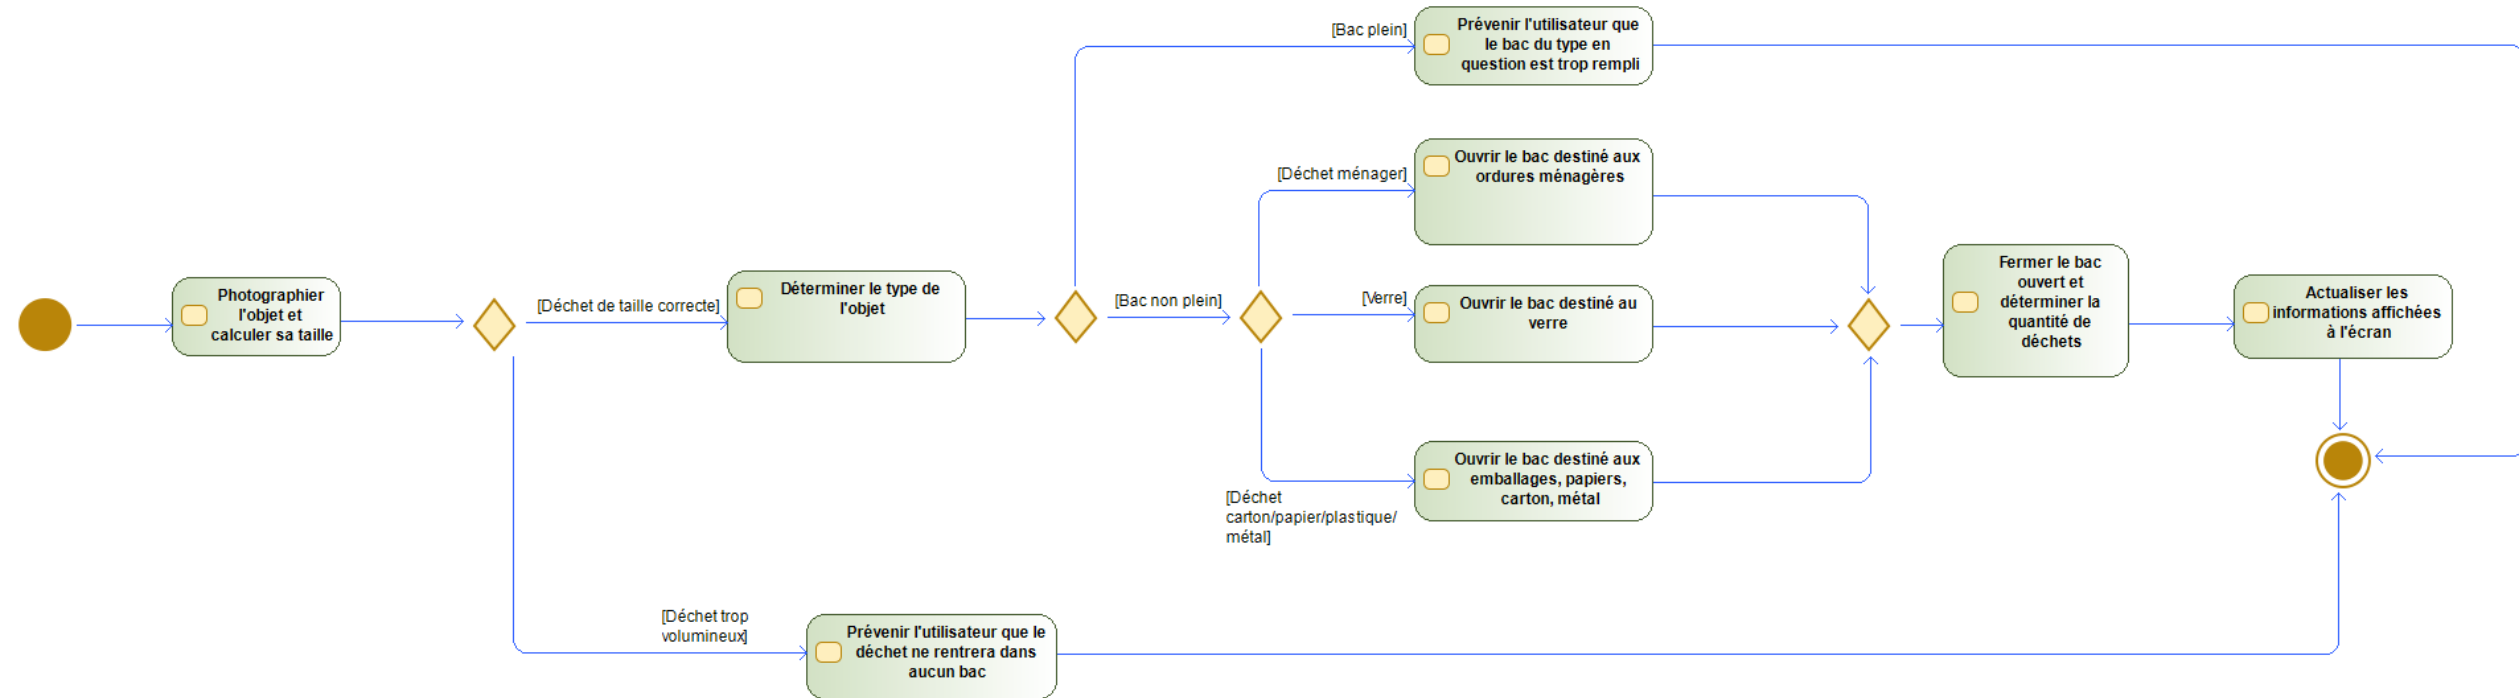 [Bac plein]
Prévenir l'utilisateur que
le bac du type en
question est trop rempli
[Déchet ménager]
Ouvrir le bac destiné aux
ordures ménagères
Photographier
l'objet et
calculer sa taille
[Déchet de taille correcte]
Déterminer le type de
l'objet
[Bac non plein]
[Verre]
Ouvrir le bac destiné au
verre
Fermer le bac
ouvert et
déterminer la
quantité de
déchets
Actualiser les
informations affichées
à l'écran
[Déchet
carton/papier/plastique/
métal]
Ouvrir le bac destiné aux
emballages, papiers,
carton, métal
[Déchet trop
volumineux]
Prévenir l'utilisateur que le
déchet ne rentrera dans
aucun bac